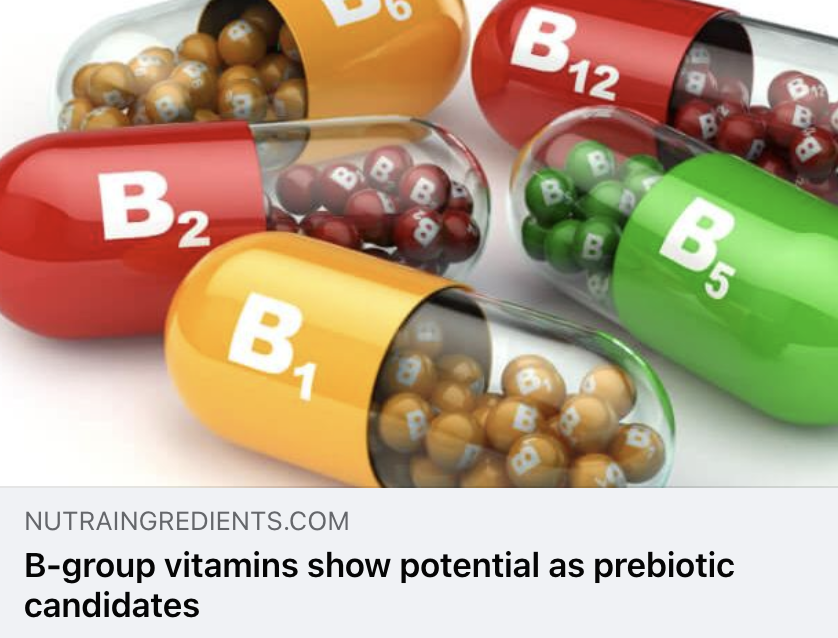 B6
B12
B2
B5
B1
NUTRAINGREDIENTS.COM
B-group vitamins show potential as prebiotic
candidates